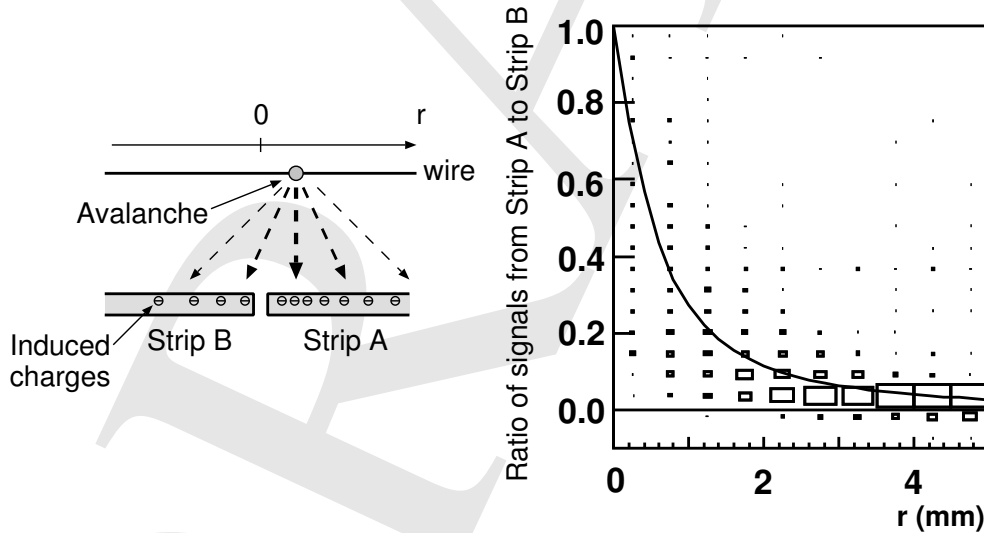 0
r
wire
Avalanche
Strip B
Strip A
Induced
charges
Ratio of signals from Strip A to Strip B
1.0
0.8
0.6
0.4
0.2
0.0
0
2
4
r (mm)